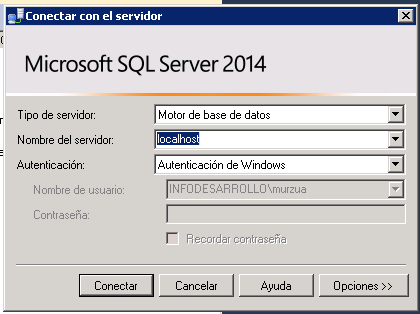 Conectar con el servidor
Microsoft SQL Server 2014
Tipo de servidor: Motor de base de datos
Nombre del servidor: localhost
Autenticación: Autenticación de Windows
Nombre de usuario: INFODESARROLLO\murzua
Contraseña:
Recordar contraseña
Conectar Cancelar Ayuda Opciones >>